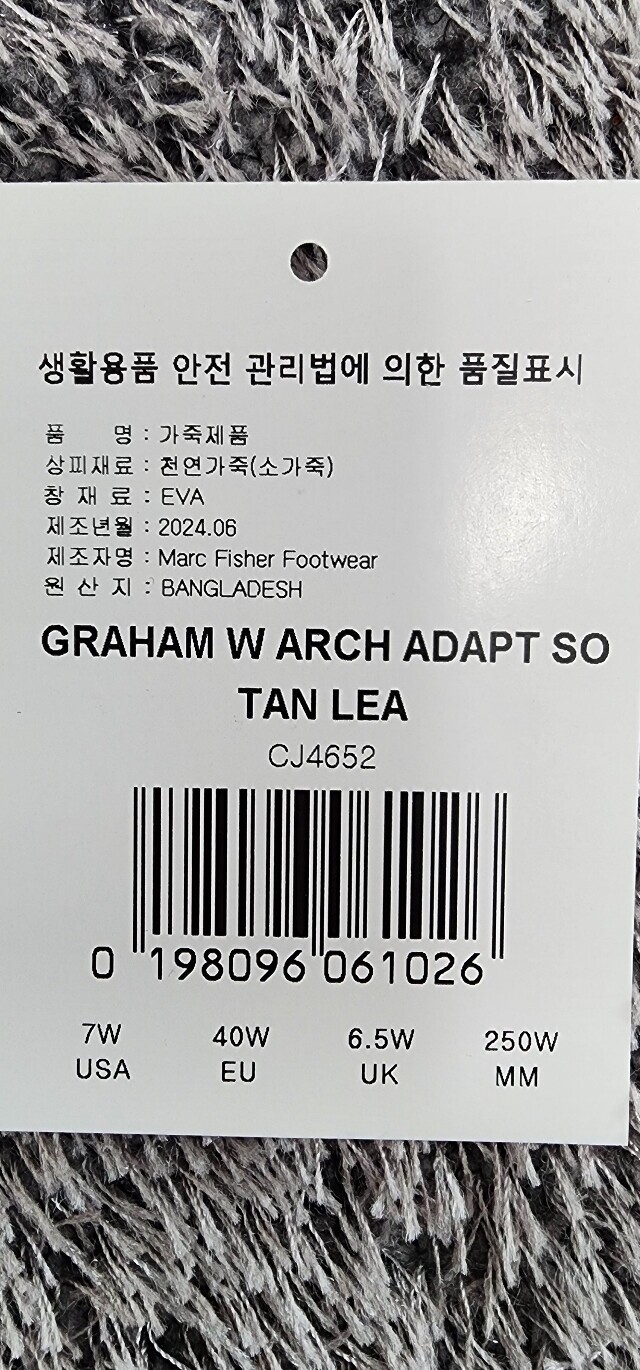 생활용품 안전 관리법에 의한 품질표시
품 명 : 가죽제품
상피재료 : 천연가죽(소가죽)
창 재 료 : EVA
제조년월 : 2024.06
제조자명 : Marc Fisher Footwear
원 산 지 : BANGLADESH
GRAHAM W ARCH ADAPT SO
TAN LEA
CJ4652
0 198096 061026
7W 40W 6.5W 250W
USA EU UK MM